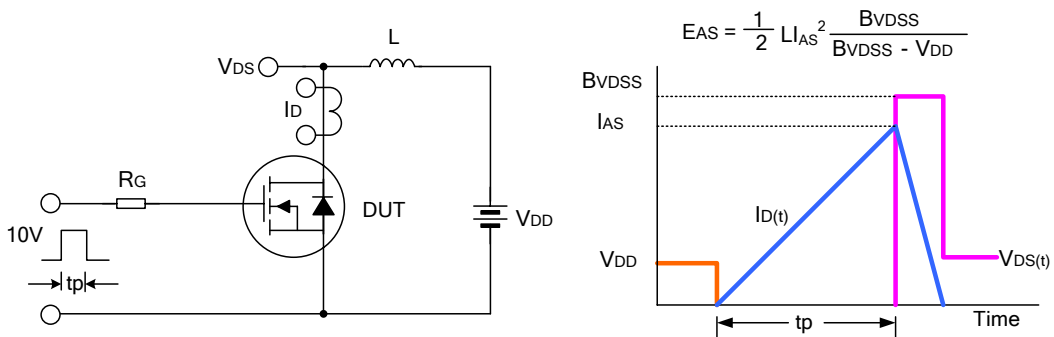 L
VDS
ID
RG
DUT
VDD
10V
tp
EAS = 1/2 LIAS² BVDSS / BVDSS - VDD
BVDSS
IAS
ID(t)
VDD
VDS(t)
tp
Time